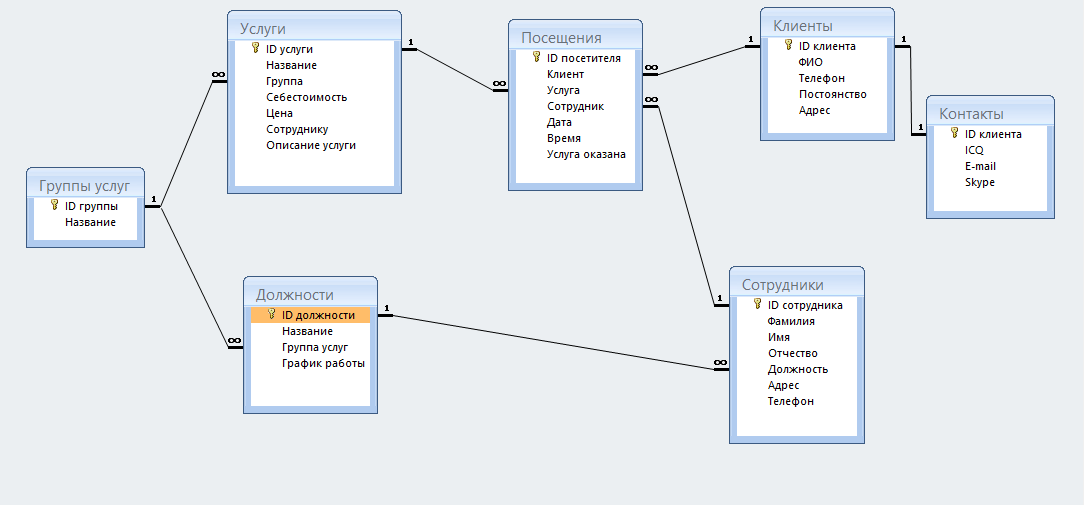 Услуги
ID услуги
Название
Группа
Себестоимость
Цена
Сотруднику
Описание услуги
1
∞
Посещения
ID посетителя
Клиент
Услуга
Сотрудник
Дата
Время
Услуга оказана
∞
∞
∞
Клиенты
ID клиента
ФИО
Телефон
Постоянство
Адрес
1
1
Контакты
ID клиента
ICQ
E-mail
Skype
1
Группы услуг
ID группы
Название
1
Должности
ID должности
Название
Группа услуг
График работы
1
∞
Сотрудники
ID сотрудника
Фамилия
Имя
Отчество
Должность
Адрес
Телефон
1
∞